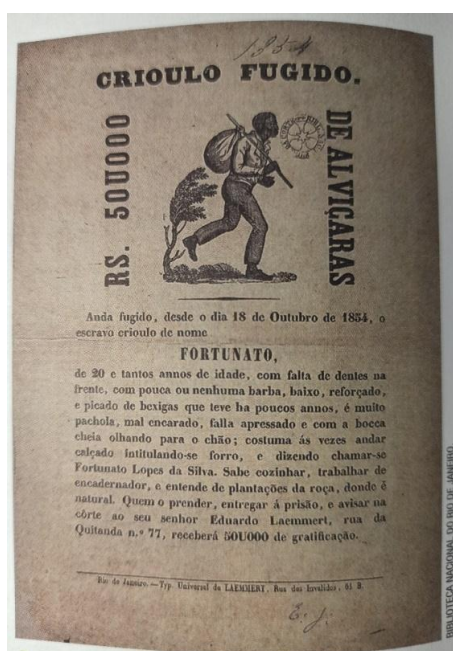 1854
CRIOULO FUGIDO.
RS. 50U000
DE ALVIÇARAS
Anda fugido, desde o dia 18 de Outubro de 1854, o
escravo crioulo de nome
FORTUNATO,
de 20 e tantos annos de idade, com falta de dentes na
frente, com pouca ou nenhuma barba, baixo, reforçado,
e picado de bexigas que teve ha poucos annos, é muito
pachola, mal encarado, falla apressado e com a bocca
cheia olhando para o chão; costuma ás vezes andar
calçado intitulando-se forro, e dizendo chamar-se
Fortunato Lopes da Silva. Sabe cozinhar, trabalhar de
encadernador, e entende de plantações da roça, donde é
natural. Quem o prender, entregar á prisão, e avisar na
côrte ao seu senhor Eduardo Laemmert, rua da
Quitanda n.º 77, receberá 50U000 de gratificação.
Rio de Janeiro.—Typ. Universal de LAEMMERT, Rua dos Invalidos, 61 B.
BIBLIOTECA NACIONAL DO RIO DE JANEIRO